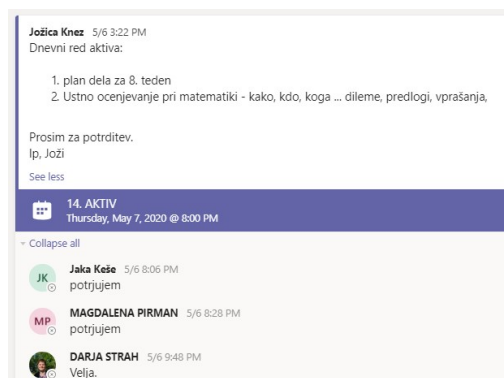 Jožica Knez 5/6 3:22 PM
Dnevni red aktiva:
1. plan dela za 8. teden
2. Ustno ocenjevanje pri matematiki - kako, kdo, koga ... dileme, predlogi, vprašanja,
Prosim za potrditev.
lp, Joži
See less
14. AKTIV
Thursday, May 7, 2020 @ 8:00 PM
Collapse all
JK
Jaka Keše 5/6 8:06 PM
potrjujem
MP
MAGDALENA PIRMAN 5/6 8:28 PM
potrjujem
DARJA STRAH 5/6 9:48 PM
Velja.